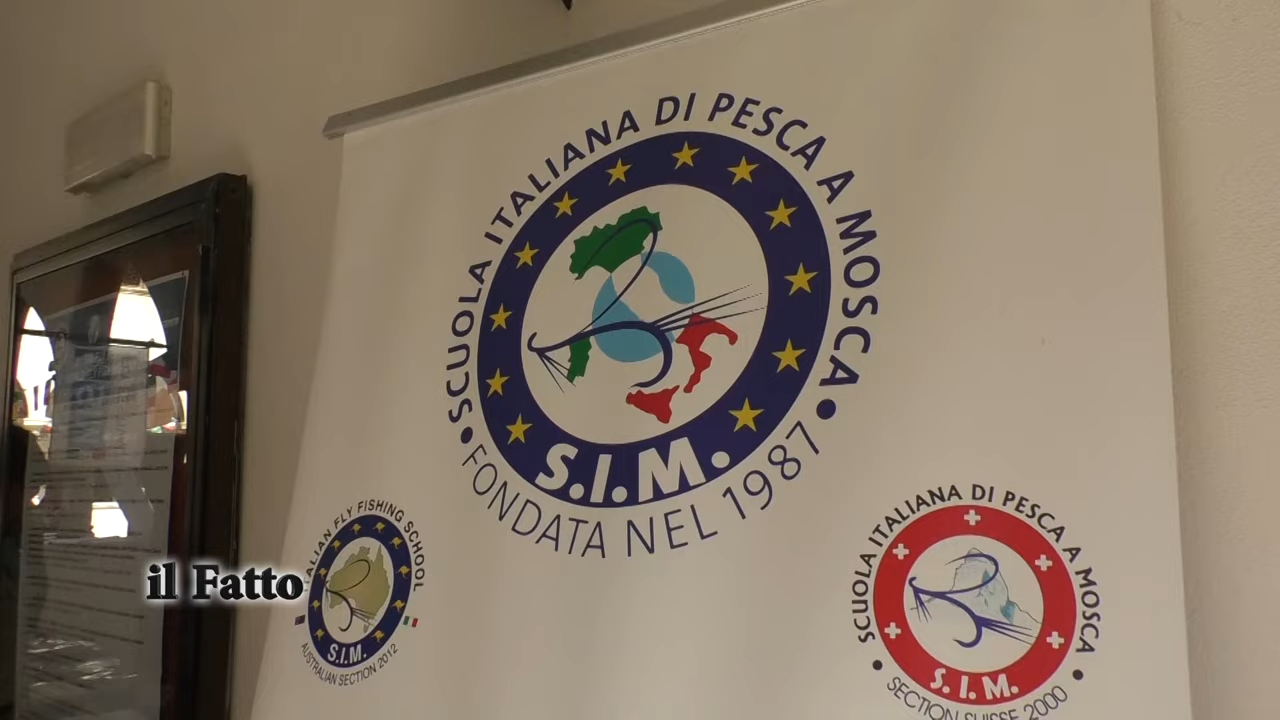 SCUOLA ITALIANA DI PESCA A MOSCA
S.I.M.
• FONDATA NEL 1987 •
ITALIAN FLY FISHING SCHOOL
S.I.M.
AUSTRALIAN SECTION 2012
il Fatto
SCUOLA ITALIANA DI PESCA A MOSCA
S. I. M.
• SECTION SUISSE 2000 •